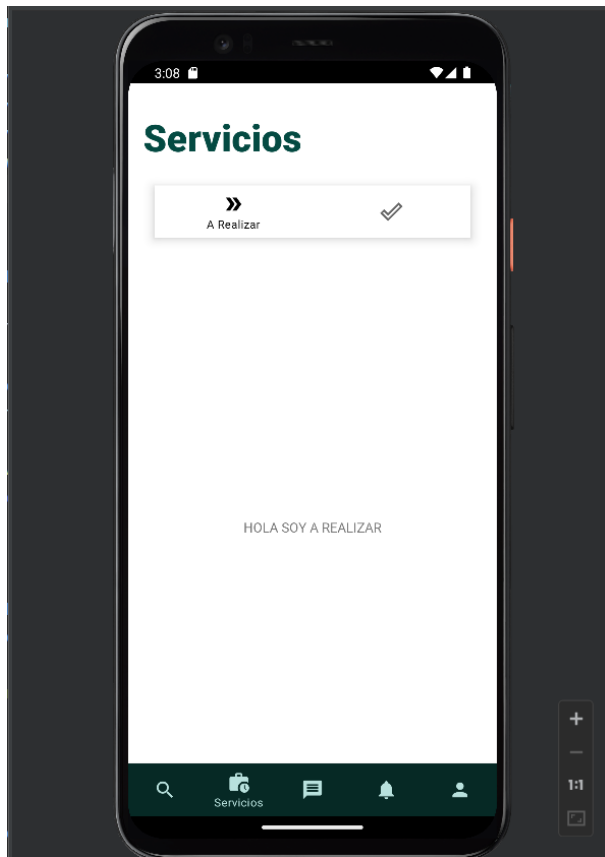 3:08
Servicios
A Realizar
HOLA SOY A REALIZAR
Servicios
1:1